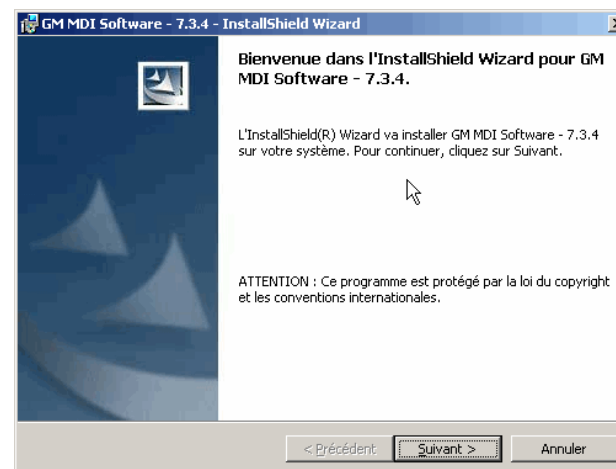 GM MDI Software - 7.3.4 - InstallShield Wizard
Bienvenue dans l'InstallShield Wizard pour GM
MDI Software - 7.3.4.
L'InstallShield(R) Wizard va installer GM MDI Software - 7.3.4
sur votre système. Pour continuer, cliquez sur Suivant.
ATTENTION : Ce programme est protégé par la loi du copyright
et les conventions internationales.
< Précédent Suivant > Annuler